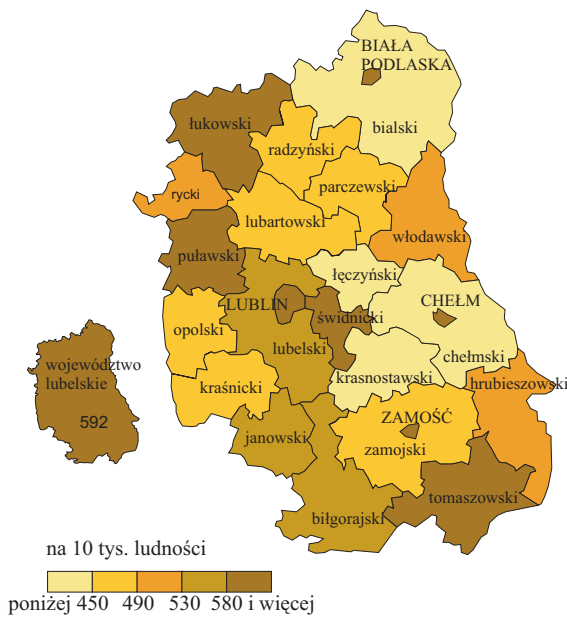 BIAŁA
PODLASKA
bialski
łukowski
radzyński
rycki
parczewski
lubartowski
włodawski
puławski
łęczyński
LUBLIN
CHEŁM
świdnicki
opolski
lubelski
chełmski
województwo
lubelskie
592
kraśnicki
krasnostawski
hrubieszowski
ZAMOŚĆ
janowski
zamojski
tomaszowski
biłgorajski
na 10 tys. ludności
poniżej 450 490 530 580 i więcej